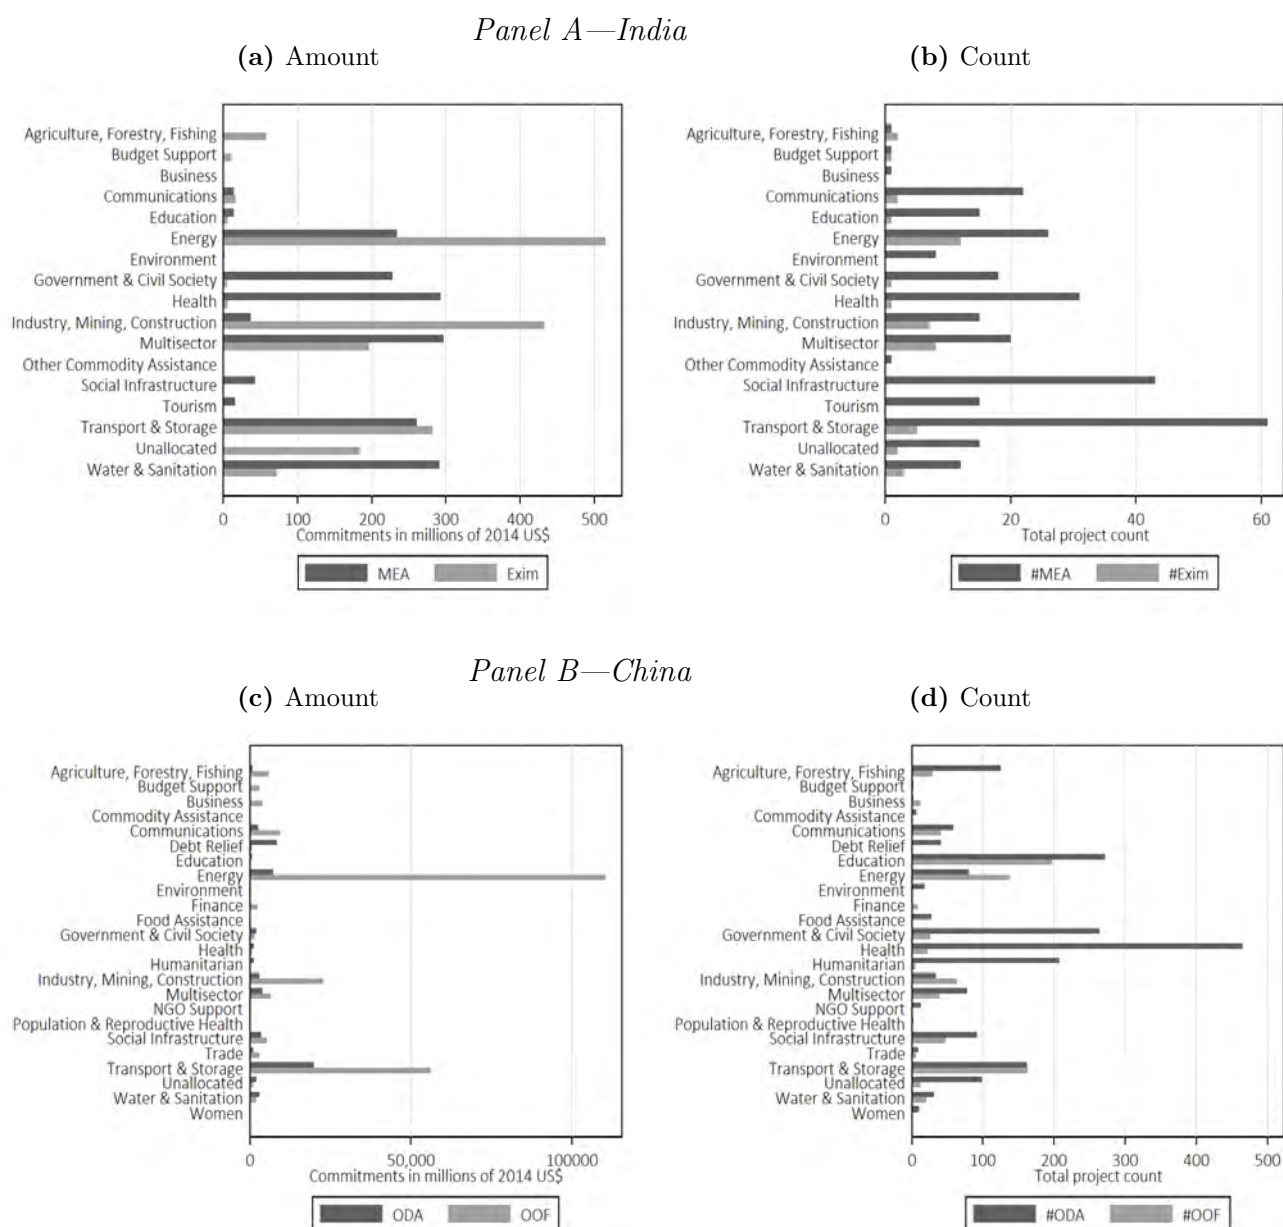 Panel A—India
(a) Amount
(b) Count
Agriculture, Forestry, Fishing
Budget Support
Business
Communications
Education
Energy
Environment
Government & Civil Society
Health
Industry, Mining, Construction
Multisector
Other Commodity Assistance
Social Infrastructure
Tourism
Transport & Storage
Unallocated
Water & Sanitation
0 100 200 300 400 500
Commitments in millions of 2014 US$
MEA Exim
Agriculture, Forestry, Fishing
Budget Support
Business
Communications
Education
Energy
Environment
Government & Civil Society
Health
Industry, Mining, Construction
Multisector
Other Commodity Assistance
Social Infrastructure
Tourism
Transport & Storage
Unallocated
Water & Sanitation
0 20 40 60
Total project count
#MEA #Exim
Panel B—China
(c) Amount
(d) Count
Agriculture, Forestry, Fishing
Budget Support
Business
Commodity Assistance
Communications
Debt Relief
Education
Energy
Environment
Finance
Food Assistance
Government & Civil Society
Health
Humanitarian
Industry, Mining, Construction
Multisector
NGO Support
Population & Reproductive Health
Social Infrastructure
Trade
Transport & Storage
Unallocated
Water & Sanitation
Women
0 50,000 100000
Commitments in millions of 2014 US$
ODA OOF
Agriculture, Forestry, Fishing
Budget Support
Business
Commodity Assistance
Communications
Debt Relief
Education
Energy
Environment
Finance
Food Assistance
Government & Civil Society
Health
Humanitarian
Industry, Mining, Construction
Multisector
NGO Support
Population & Reproductive Health
Social Infrastructure
Trade
Transport & Storage
Unallocated
Water & Sanitation
Women
0 100 200 300 400 500
Total project count
#ODA #OOF